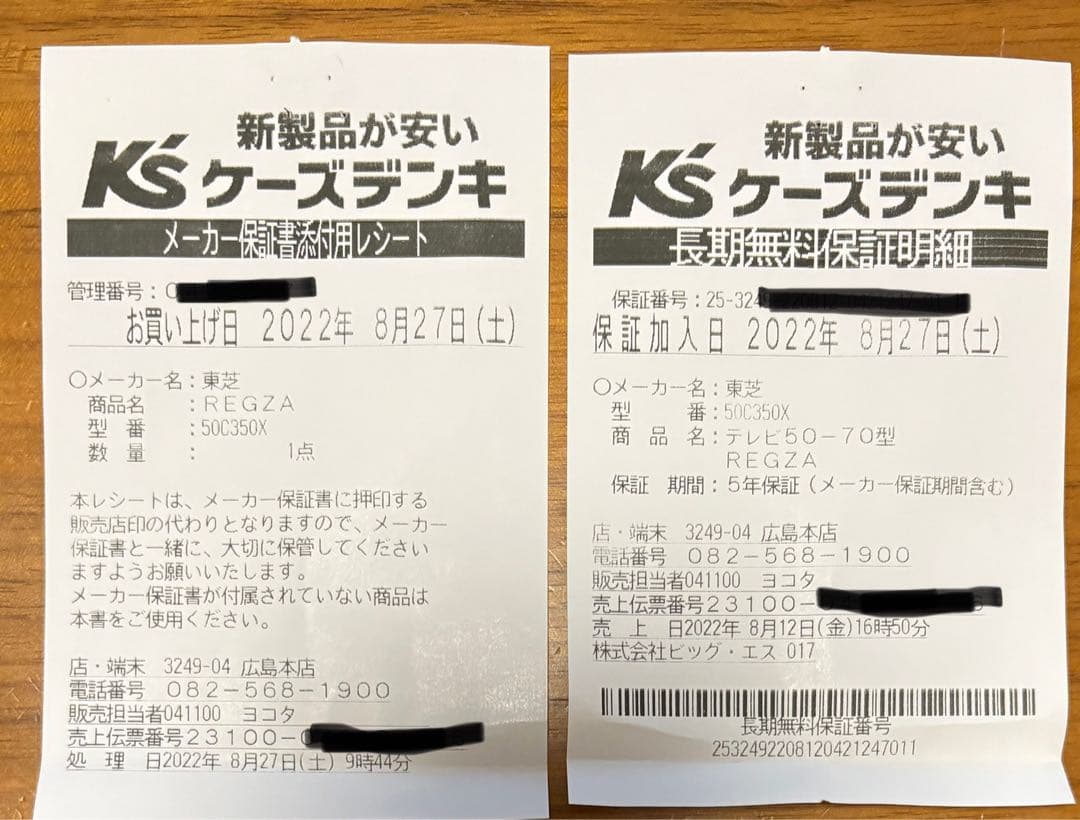 新製品が安い
K's ケーズデンキ
メーカー保証書添付用レシート
管理番号:
お買い上げ日 2022年 8月27日(土)
○メーカー名:東芝
商品名 :REGZA
型 番 :50C350X
数 量 : 1点
本レシートは、メーカー保証書に押印する
販売店印の代わりとなりますので、メーカー
保証書と一緒に、大切に保管してください
ますようお願いいたします。
メーカー保証書が付属されていない商品は
本書をご使用ください。
店・端末 3249-04 広島本店
電話番号 082-568-1900
販売担当者041100 ヨコタ
売上伝票番号23100-
処 理 日2022年 8月27日(土) 9時44分
新製品が安い
K's ケーズデンキ
長期無料保証明細
保証番号:25-324
保証加入日 2022年 8月27日(土)
○メーカー名:東芝
型 番:50C350X
商 品 名:テレビ50-70型
REGZA
保証 期間:5年保証(メーカー保証期間含む)
店・端末 3249-04 広島本店
電話番号 082-568-1900
販売担当者041100 ヨコタ
売上伝票番号23100-
売 上 日2022年 8月12日(金)16時50分
株式会社ビッグ・エス 017
長期無料保証番号
2532492208120421247011